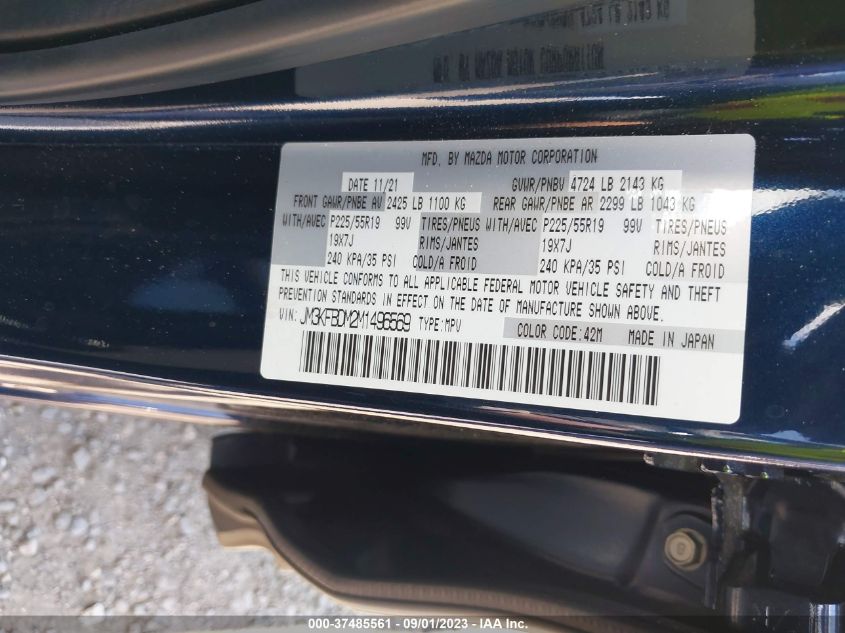 MFD. BY MAZDA MOTOR CORPORATION
DATE 11/21 GVWR/PNBV 4724 LB 2143 KG
FRONT GAWR/PNBE AV 2425 LB 1100 KG REAR GAWR/PNBE AR 2299 LB 1043 KG
WITH/AVEC P225/55R19 99V TIRES/PNEUS WITH/AVEC P225/55R19 99V TIRES/PNEUS
19X7J RIMS/JANTES 19X7J RIMS/JANTES
240 KPA/35 PSI COLD/A FROID 240 KPA/35 PSI COLD/A FROID
THIS VEHICLE CONFORMS TO ALL APPLICABLE FEDERAL MOTOR VEHICLE SAFETY AND THEFT
PREVENTION STANDARDS IN EFFECT ON THE DATE OF MANUFACTURE SHOWN ABOVE.
VIN: JM3KFBDM2M1496569 TYPE:MPV COLOR CODE:42M MADE IN JAPAN
000-37485561 - 09/01/2023 - © IAA Inc.